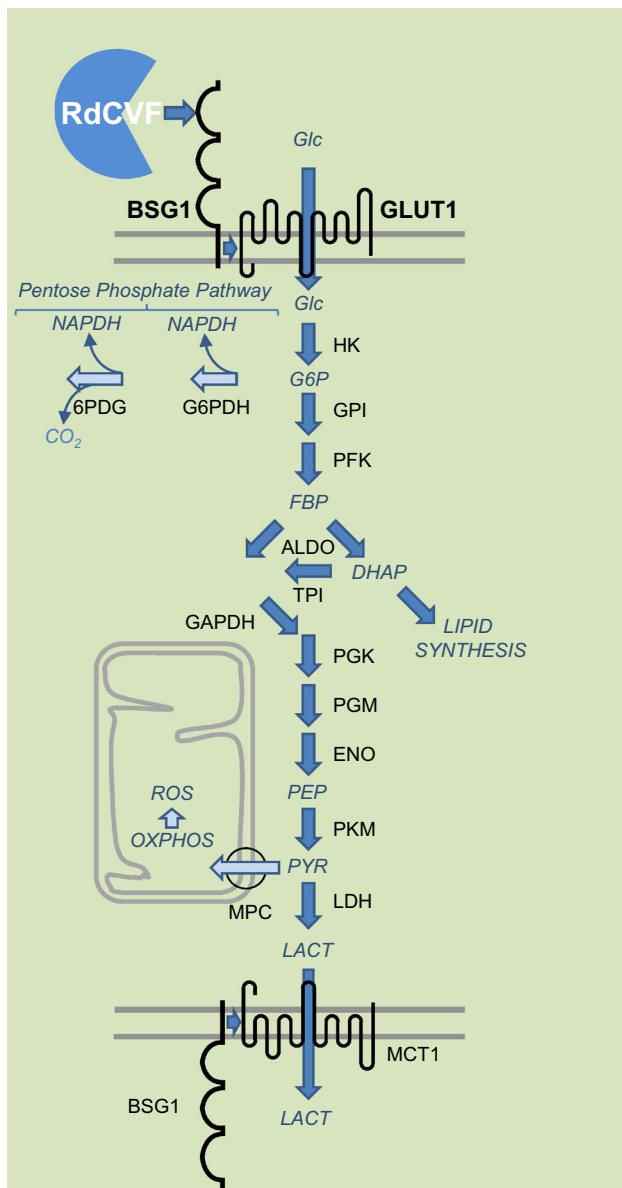 RdCVF
Glc
BSG1
GLUT1
Pentose Phosphate Pathway
Glc
NAPDH
NAPDH
HK
G6P
6PDG
G6PDH
GPI
CO₂
PFK
FBP
ALDO
DHAP
TPI
GAPDH
LIPID
SYNTHESIS
PGK
PGM
ENO
ROS
PEP
OXPHOS
PKM
PYR
MPC
LDH
LACT
MCT1
BSG1
LACT